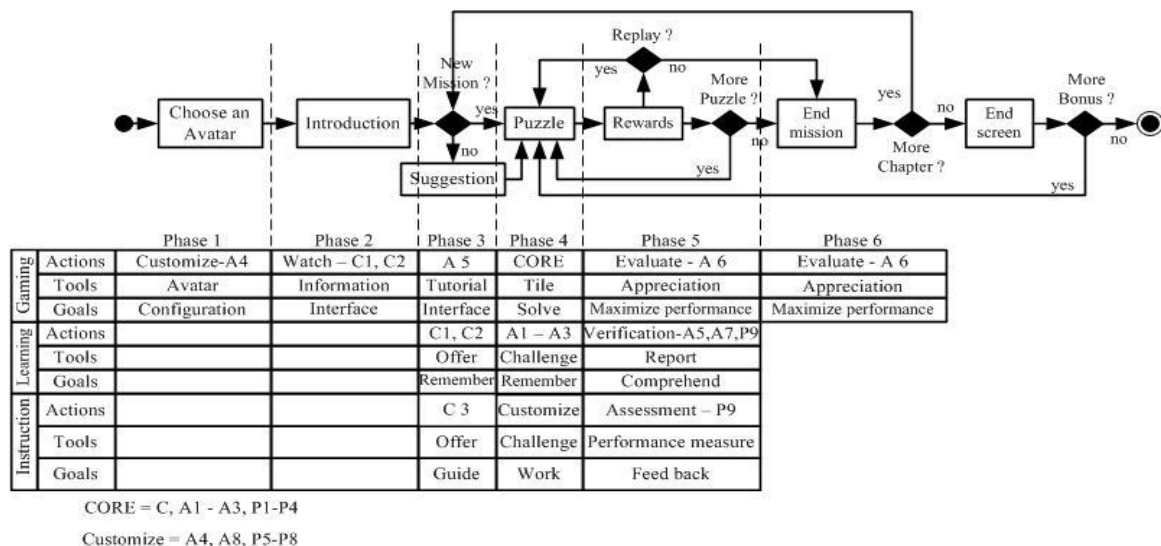 Replay ?
New
Mission ?
yes
no
More
Puzzle ?
yes
More
Bonus ?
Choose an
Avatar
Introduction
yes
Puzzle
Rewards
no
End
mission
no
End
screen
no
no
Suggestion
yes
More
Chapter ?
yes
Phase 1
Phase 2
Phase 3
Phase 4
Phase 5
Phase 6
Gaming
Actions
Customize-A4
Watch – C1, C2
A 5
CORE
Evaluate - A 6
Evaluate - A 6
Tools
Avatar
Information
Tutorial
Tile
Appreciation
Appreciation
Goals
Configuration
Interface
Interface
Solve
Maximize performance
Maximize performance
Learning
Actions
C1, C2
A1 – A3
Verification-A5,A7,P9
Tools
Offer
Challenge
Report
Goals
Remember
Remember
Comprehend
Instruction
Actions
C 3
Customize
Assessment – P9
Tools
Offer
Challenge
Performance measure
Goals
Guide
Work
Feed back
CORE = C, A1 - A3, P1-P4
Customize = A4, A8, P5-P8